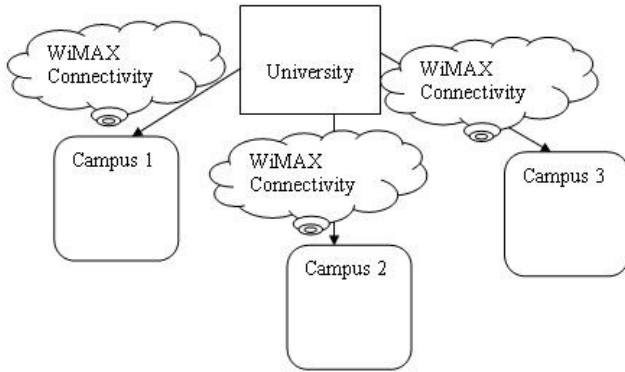 WiMAX
Connectivity
University
WiMAX
Connectivity
WiMAX
Connectivity
Campus 1
Campus 2
Campus 3